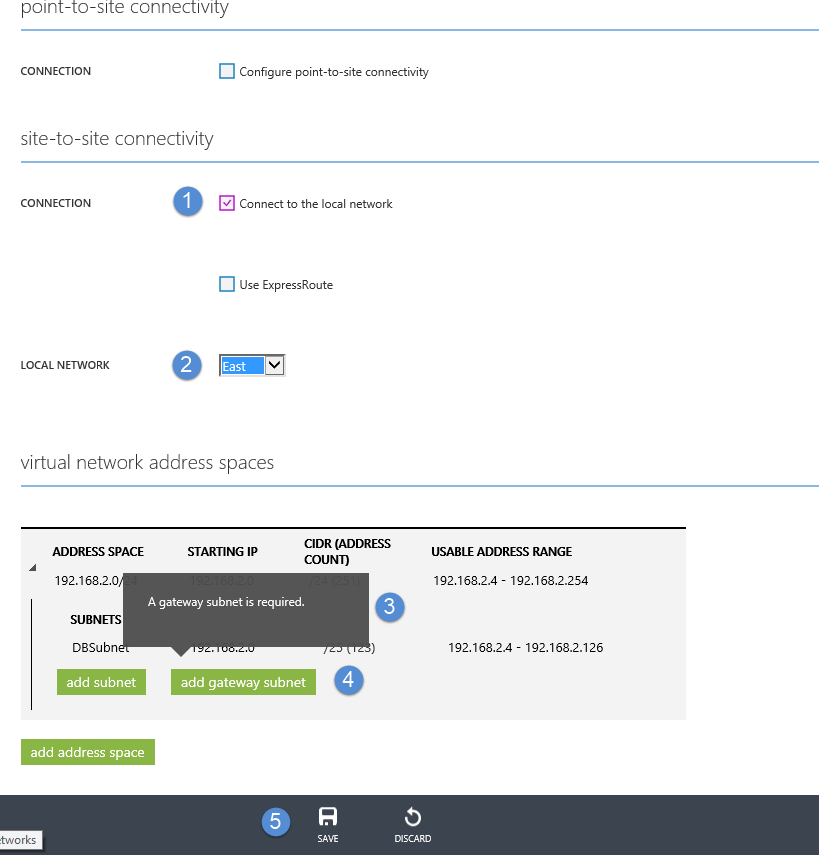 point-to-site connectivity
CONNECTION
Configure point-to-site connectivity
site-to-site connectivity
CONNECTION
1
Connect to the local network
Use ExpressRoute
LOCAL NETWORK
2
East
virtual network address spaces
ADDRESS SPACE
STARTING IP
CIDR (ADDRESS
COUNT)
USABLE ADDRESS RANGE
192.168.2.0/24
192.168.2.0
/24 (251)
192.168.2.4 - 192.168.2.254
A gateway subnet is required.
3
SUBNETS
DBSubnet
192.168.2.0
/25 (123)
192.168.2.4 - 192.168.2.126
add subnet
add gateway subnet
4
add address space
5
SAVE
DISCARD
etworks